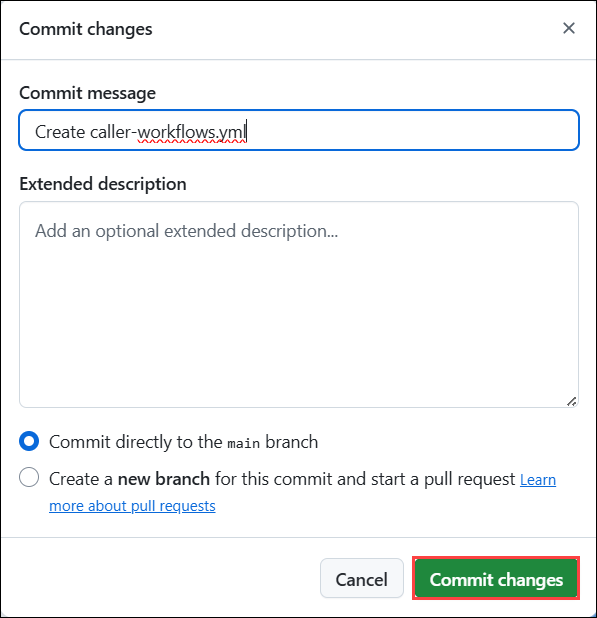 Commit changes
Commit message
Create caller-workflows.yml
Extended description
Add an optional extended description...
Commit directly to the main branch
Create a new branch for this commit and start a pull request Learn
more about pull requests
Cancel
Commit changes